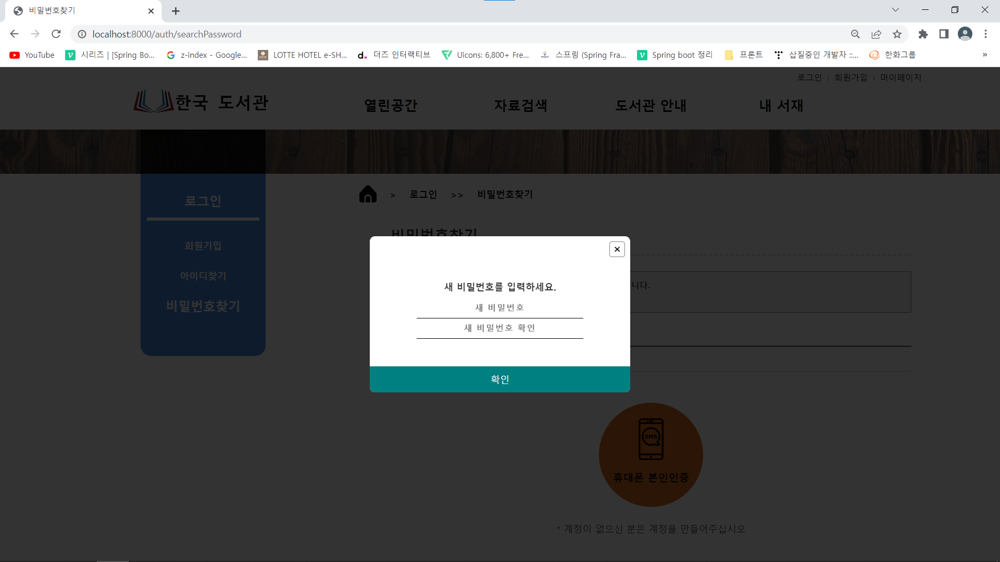 비밀번호찾기
localhost:8000/auth/searchPassword
YouTube
시리즈 | [Spring Bo...
z-index - Google...
LOTTE HOTEL e-SH...
더즈 인터랙티브
Uicons: 6,800+ Fre...
스프링 (Spring Fra...
Spring boot 정리
프론트
삽질중인 개발자 ::...
한화그룹
»
로그인 | 회원가입 | 마이페이지
한국 도서관
열린공간
자료검색
도서관 안내
내 서재
로그인
회원가입
아이디찾기
비밀번호찾기
> 로그인 >> 비밀번호찾기
비밀번호찾기
니다.
새 비밀번호를 입력하세요.
새 비밀번호
새 비밀번호 확인
확인
SMS
휴대폰 본인인증
* 계정이 없으신 분은 계정을 만들어주십시오